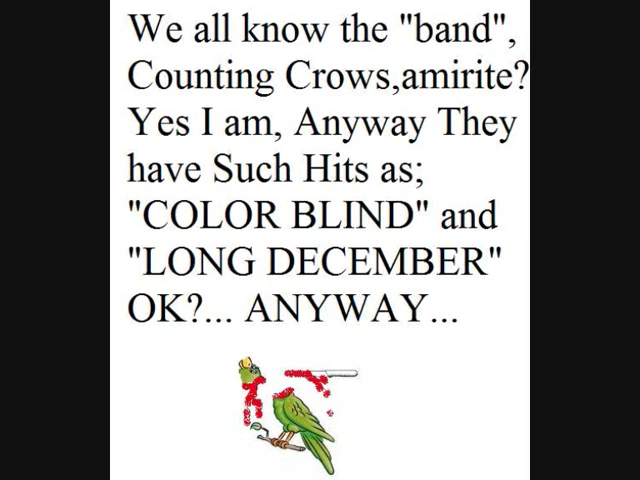 We all know the "band",
Counting Crows,amirite?
Yes I am, Anyway They
have Such Hits as;
"COLOR BLIND" and
"LONG DECEMBER"
OK?... ANYWAY...